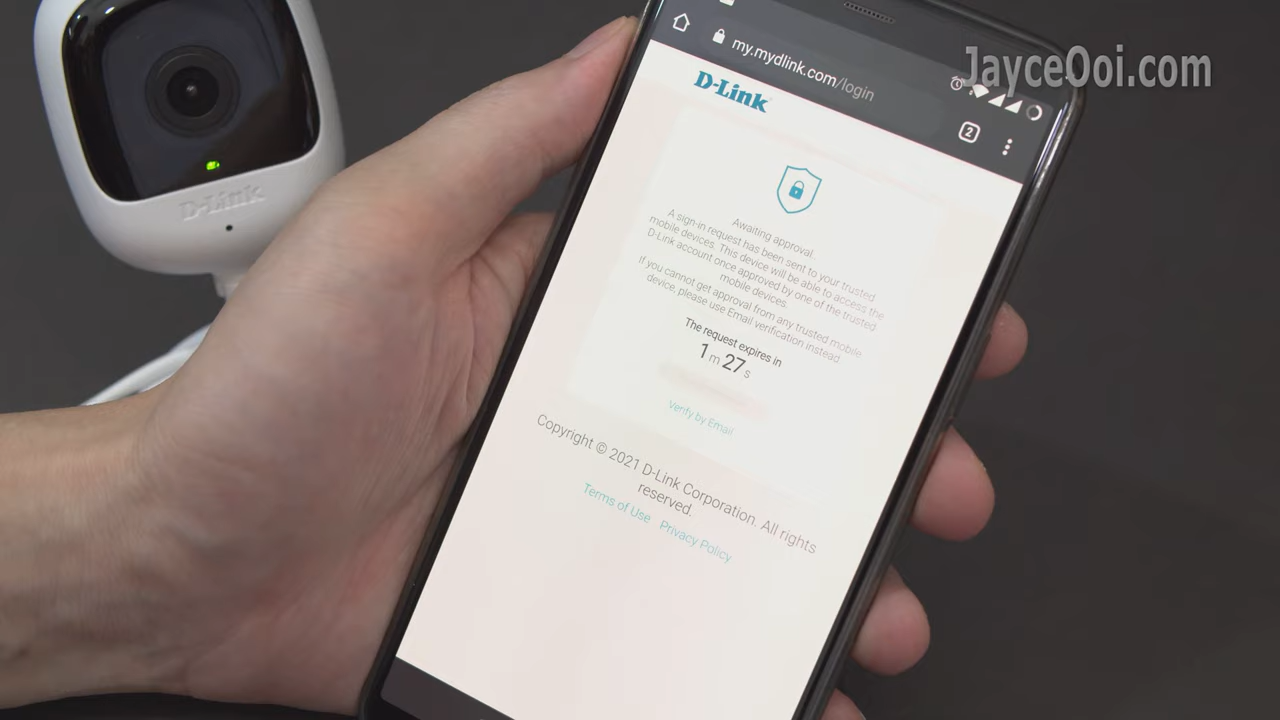 JayceOoi.com
my.mydlink.com/login
2
D-Link
Awaiting approval.
A sign-in request has been sent to your trusted
mobile devices. This device will be able to access the
D-Link account once approved by one of the trusted
mobile devices.
If you cannot get approval from any trusted mobile
device, please use Email verification instead.
The request expires in
1 m 27 s
Verify by Email
Copyright © 2021 D-Link Corporation. All rights
reserved.
Terms of Use Privacy Policy
D-Link